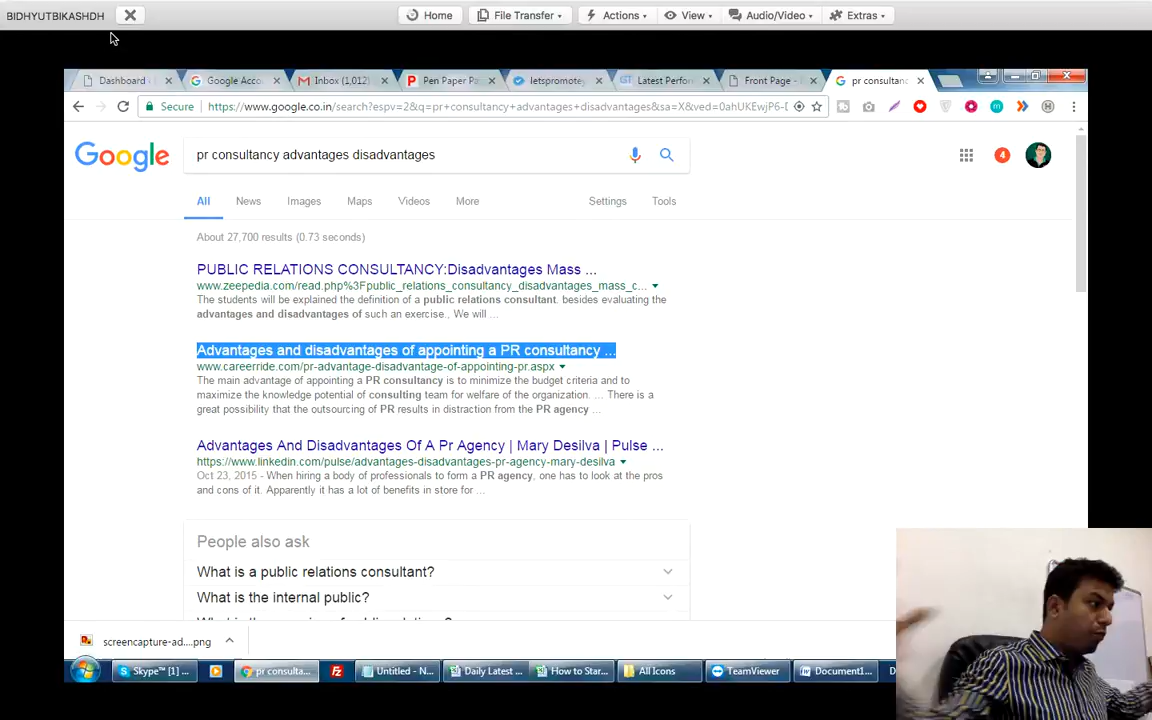 BIDHYUTBIKASHDH
Home
File Transfer
Actions
View
Audio/Video
Extras
Dashboard
Google Acco
Inbox (1,012)
Pen Paper Pa
letspromotey
Latest Perfor
Front Page -
pr consultanc
Secure
https://www.google.co.in/search?espv=2&q=pr+consultancy+advantages+disadvantages&sa=X&ved=0ahUKEwjP6-D
Google
pr consultancy advantages disadvantages
4
All
News
Images
Maps
Videos
More
Settings
Tools
About 27,700 results (0.73 seconds)
PUBLIC RELATIONS CONSULTANCY:Disadvantages Mass ...
www.zeepedia.com/read.php%3Fpublic_relations_consultancy_disadvantages_mass_c...
The students will be explained the definition of a public relations consultant. besides evaluating the
advantages and disadvantages of such an exercise., We will ...
Advantages and disadvantages of appointing a PR consultancy ...
www.careerride.com/pr-advantage-disadvantage-of-appointing-pr.aspx
The main advantage of appointing a PR consultancy is to minimize the budget criteria and to
maximize the knowledge potential of consulting team for welfare of the organization. ... There is a
great possibility that the outsourcing of PR results in distraction from the PR agency ...
Advantages And Disadvantages Of A Pr Agency | Mary Desilva | Pulse ...
https://www.linkedin.com/pulse/advantages-disadvantages-pr-agency-mary-desilva
Oct 23, 2015 - When hiring a body of professionals to form a PR agency, one has to look at the pros
and cons of it. Apparently it has a lot of benefits in store for ...
People also ask
What is a public relations consultant?
What is the internal public?
screencapture-ad....png
Skype™ [1] ...
pr consulta...
Untitled - N...
Daily Latest ...
How to Star...
All Icons
TeamViewer
Document1...